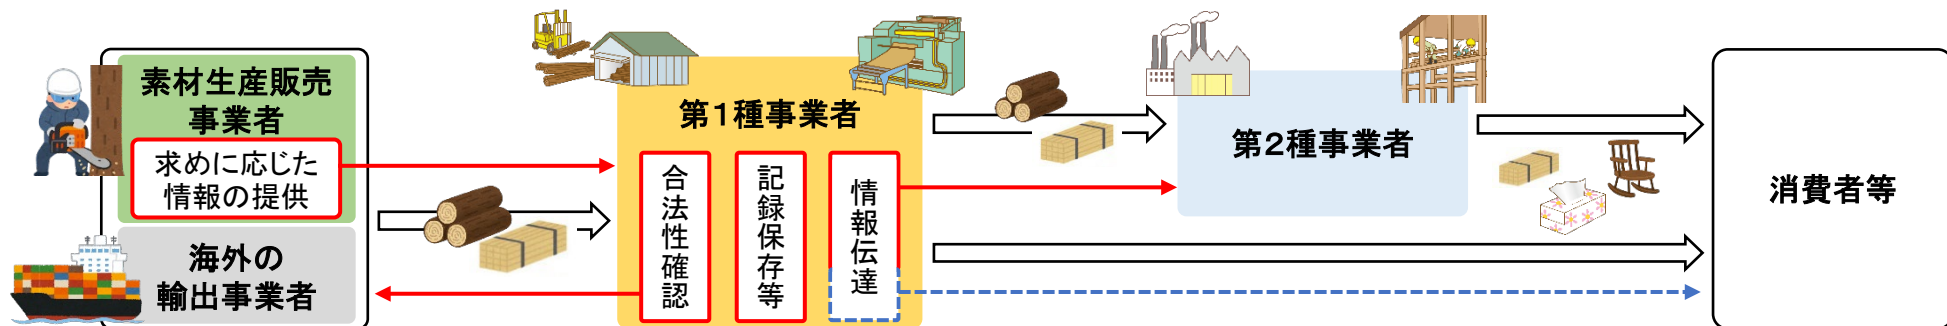 素材生産販売
事業者
求めに応じた
情報の提供
海外の
輸出事業者
第1種事業者
合法性確認
記録保存等
情報伝達
第2種事業者
消費者等